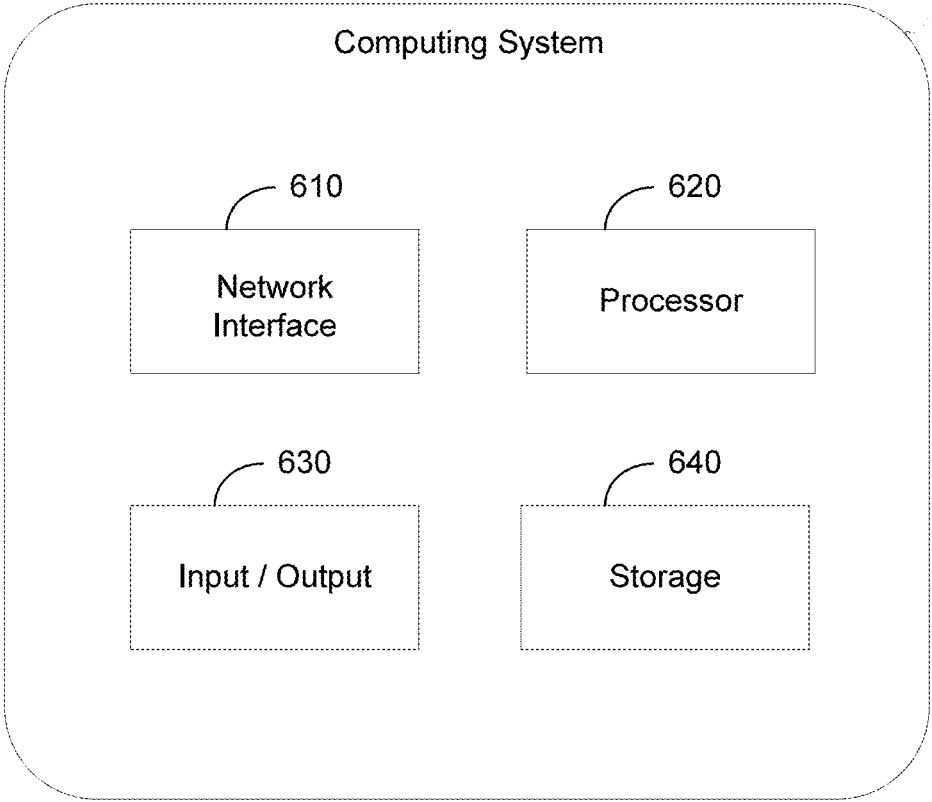 Computing System
610
620
Network
Interface
Processor
630
640
Input / Output
Storage